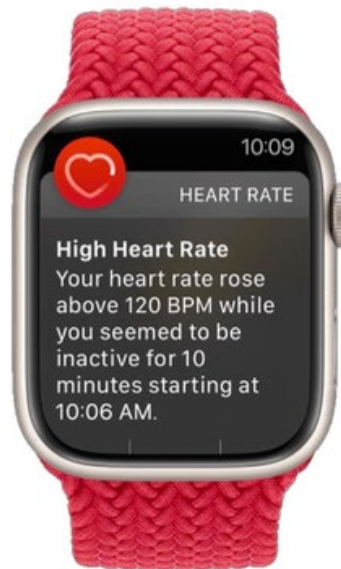 10:09
HEART RATE
High Heart Rate
Your heart rate rose
above 120 BPM while
you seemed to be
inactive for 10
minutes starting at
10:06 AM.